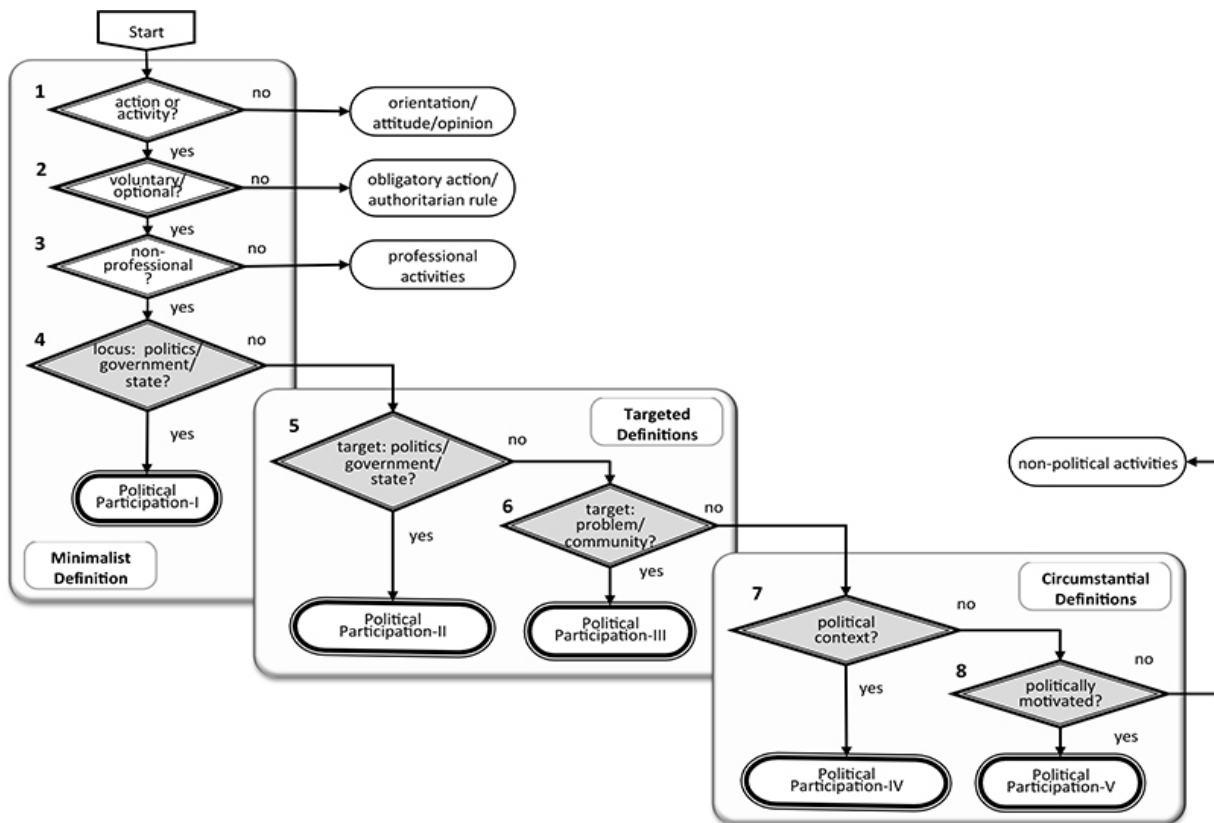 Start
1
action or
activity?
no
orientation/
attitude/opinion
yes
2
voluntary/
optional?
no
obligatory action/
authoritarian rule
yes
3
non-
professional
?
no
professional
activities
yes
4
locus: politics/
government/
state?
no
yes
Political
Participation-I
Minimalist
Definition
5
target: politics/
government/
state?
no
Targeted
Definitions
yes
Political
Participation-II
6
target:
problem/
community?
no
yes
Political
Participation-III
non-political activities
7
political
context?
no
Circumstantial
Definitions
yes
Political
Participation-IV
8
politically
motivated?
no
yes
Political
Participation-V